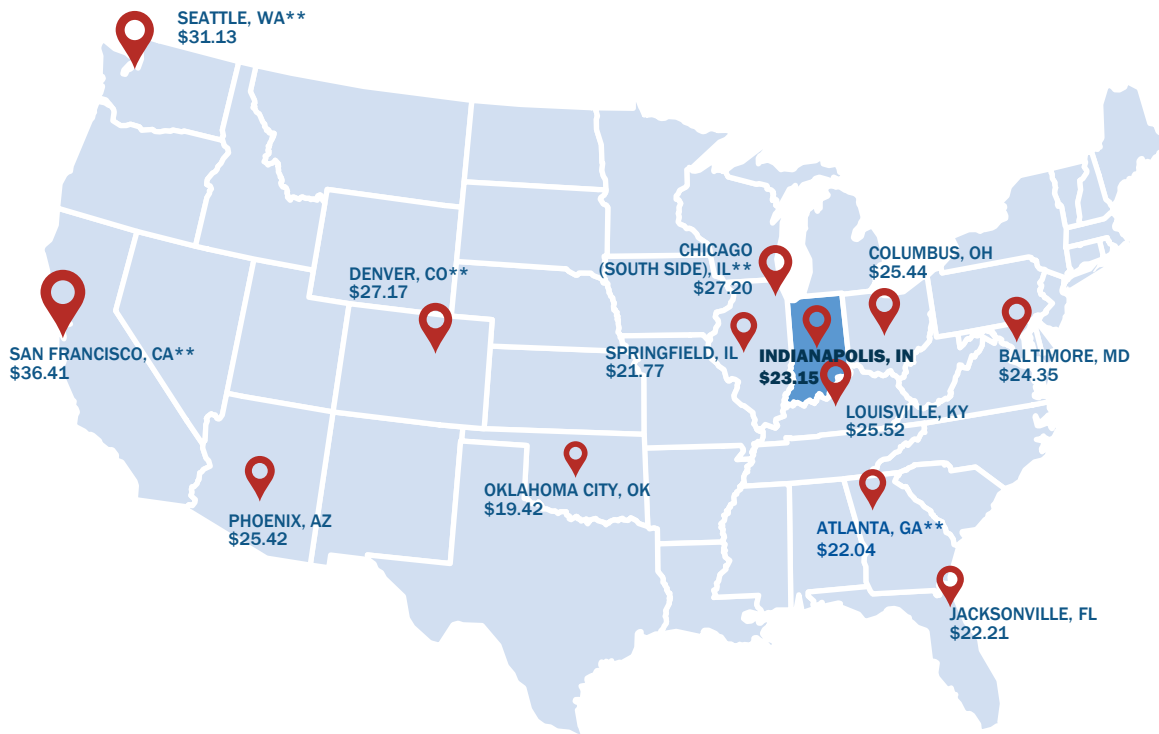 SEATTLE, WA**
$31.13
CHICAGO
(SOUTH SIDE), IL**
$27.20
COLUMBUS, OH
$25.44
DENVER, CO**
$27.17
SAN FRANCISCO, CA**
$36.41
SPRINGFIELD, IL
$21.77
INDIANAPOLIS, IN
$23.15
BALTIMORE, MD
$24.35
LOUISVILLE, KY
$25.52
OKLAHOMA CITY, OK
$19.42
PHOENIX, AZ
$25.42
ATLANTA, GA**
$22.04
JACKSONVILLE, FL
$22.21